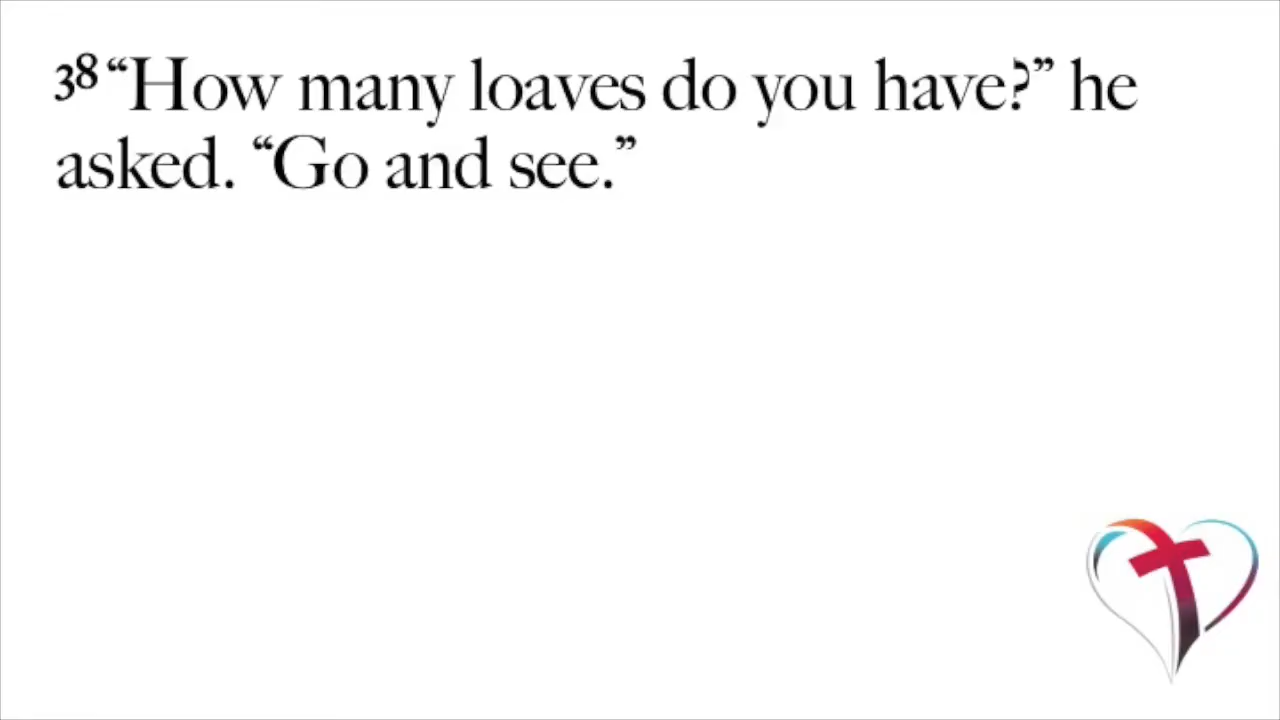 38 “How many loaves do you have?” he
asked. “Go and see.”